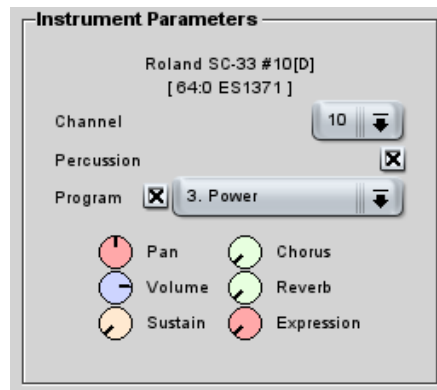 Instrument Parameters
Roland SC-33 #10[D]
[ 64:0 ES1371 ]
Channel 10
Percussion
Program 3. Power
Pan Chorus
Volume Reverb
Sustain Expression